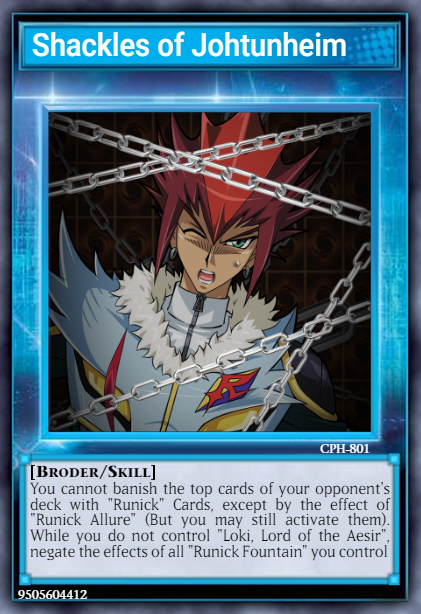 Shackles of Johtunheim
R
CPH-801
[BRODER/SKILL]
You cannot banish the top cards of your opponent's
deck with "Runick" Cards, except by the effect of
"Runick Allure" (But you may still activate them).
While you do not control "Loki, Lord of the Aesir",
negate the effects of all "Runick Fountain" you control
9505604412